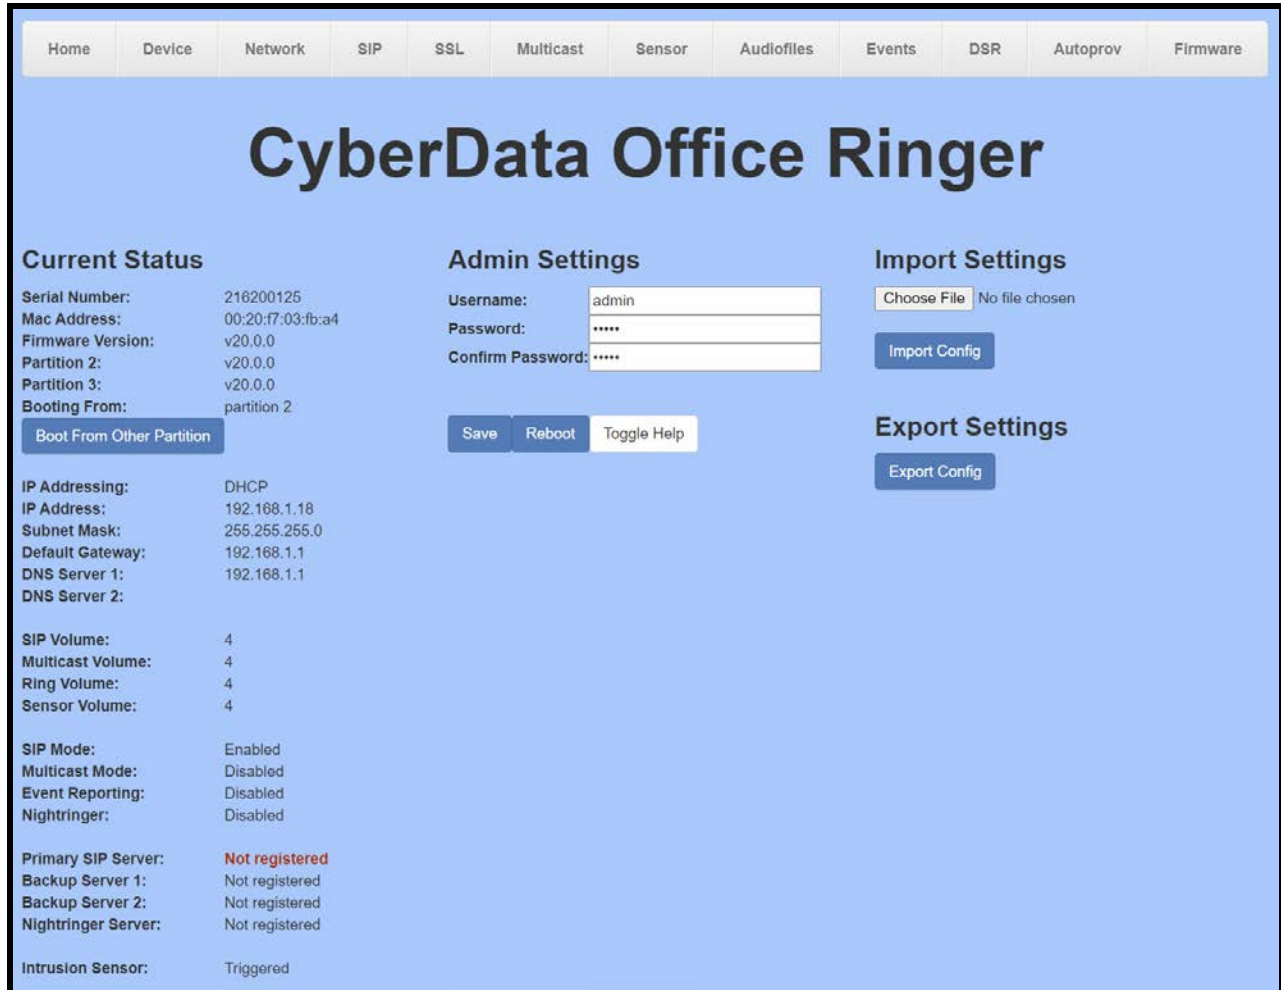 Home Device Network SIP SSL Multicast Sensor Audiofiles Events DSR Autoprov Firmware
CyberData Office Ringer
Current Status
Serial Number: 216200125
Mac Address: 00:20:f7:03:fb:a4
Firmware Version: v20.0.0
Partition 2: v20.0.0
Partition 3: v20.0.0
Booting From: partition 2
Boot From Other Partition
IP Addressing: DHCP
IP Address: 192.168.1.18
Subnet Mask: 255.255.255.0
Default Gateway: 192.168.1.1
DNS Server 1: 192.168.1.1
DNS Server 2:
SIP Volume: 4
Multicast Volume: 4
Ring Volume: 4
Sensor Volume: 4
SIP Mode: Enabled
Multicast Mode: Disabled
Event Reporting: Disabled
Nightringer: Disabled
Primary SIP Server: Not registered
Backup Server 1: Not registered
Backup Server 2: Not registered
Nightringer Server: Not registered
Intrusion Sensor: Triggered
Admin Settings
Username: admin
Password: •••••
Confirm Password: •••••
Save Reboot Toggle Help
Import Settings
Choose File No file chosen
Import Config
Export Settings
Export Config